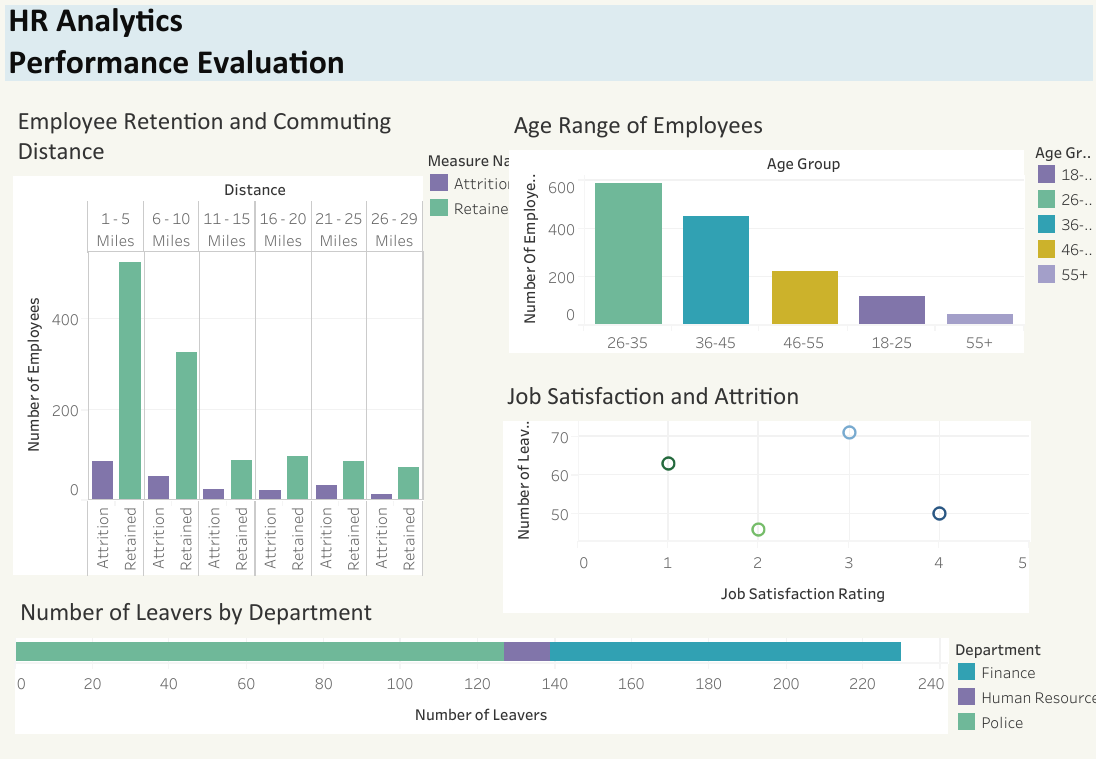 HR Analytics
Performance Evaluation
Employee Retention and Commuting
Distance
Measure Na
Attrition
Retaine
Distance
1 - 5
Miles
6 - 10
Miles
11 - 15
Miles
16 - 20
Miles
21 - 25
Miles
26 - 29
Miles
Number of Employees
400
200
0
Attrition
Retained
Attrition
Retained
Attrition
Retained
Attrition
Retained
Attrition
Retained
Attrition
Retained
Age Range of Employees
Age Group
Number Of Employe..
600
400
200
0
26-35
36-45
46-55
18-25
55+
Age Gr..
18-..
26-..
36-..
46-..
55+
Job Satisfaction and Attrition
Number of Leav..
70
60
50
0
1
2
3
4
5
Job Satisfaction Rating
Number of Leavers by Department
0
20
40
60
80
100
120
140
160
180
200
220
240
Number of Leavers
Department
Finance
Human Resource
Police